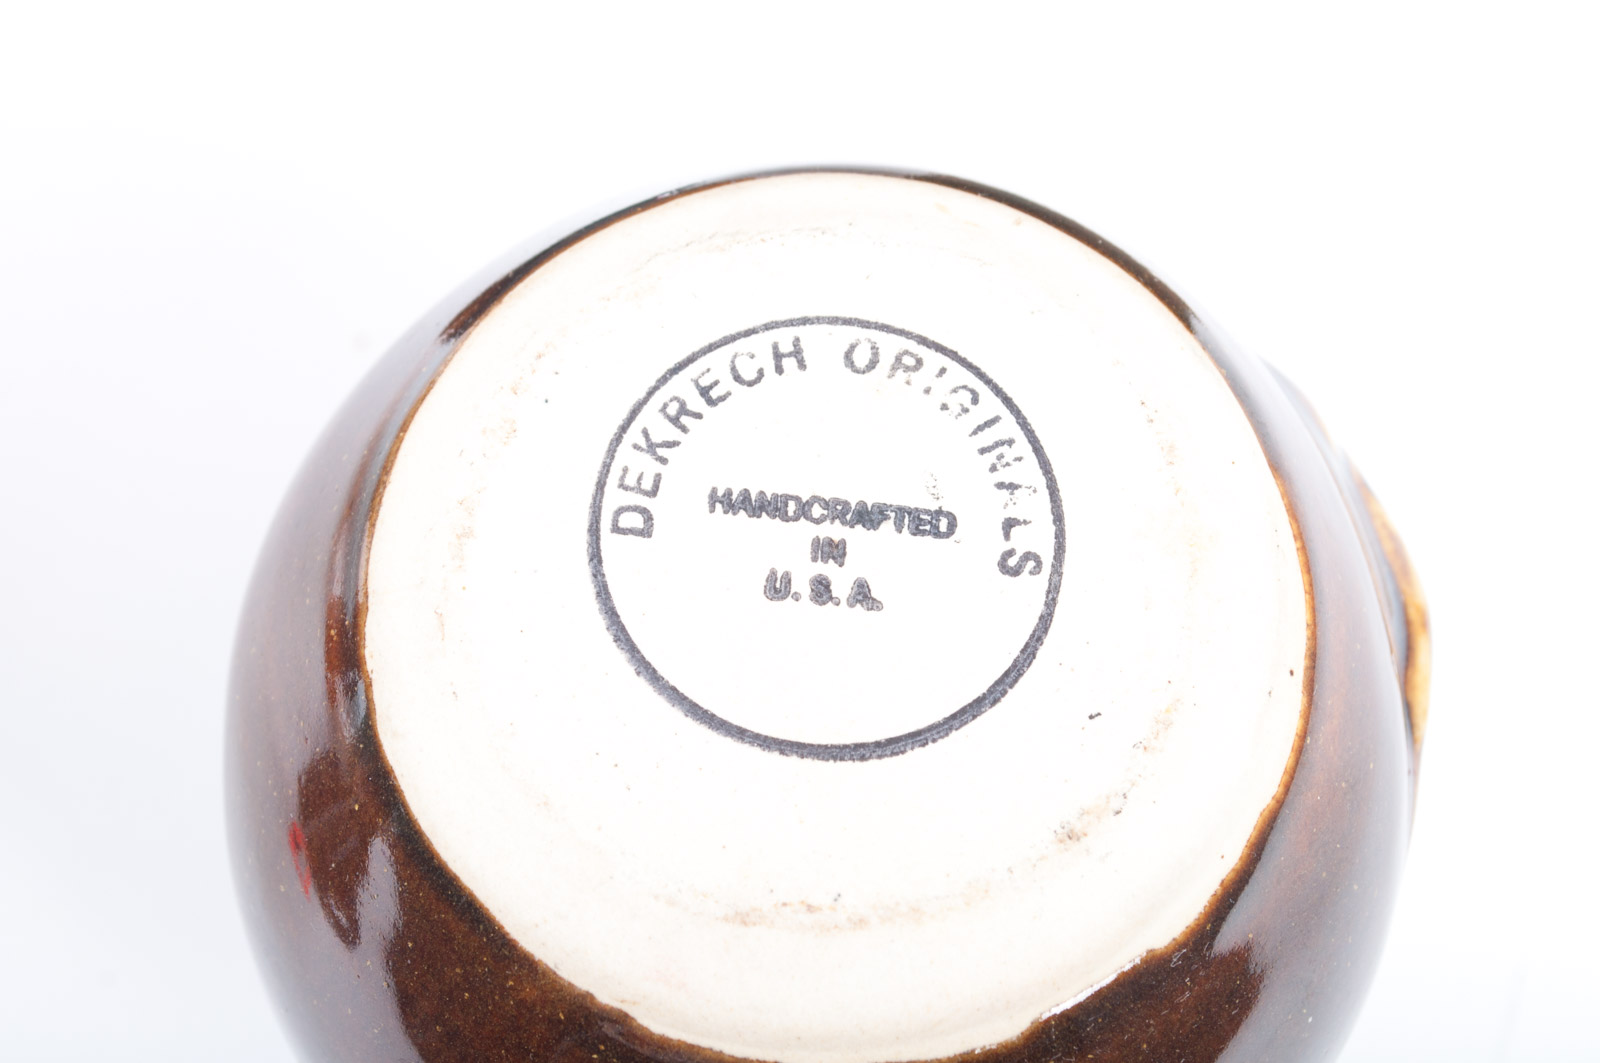 DEKRECH ORIGINALS
HANDCRAFTED
IN
U.S.A.